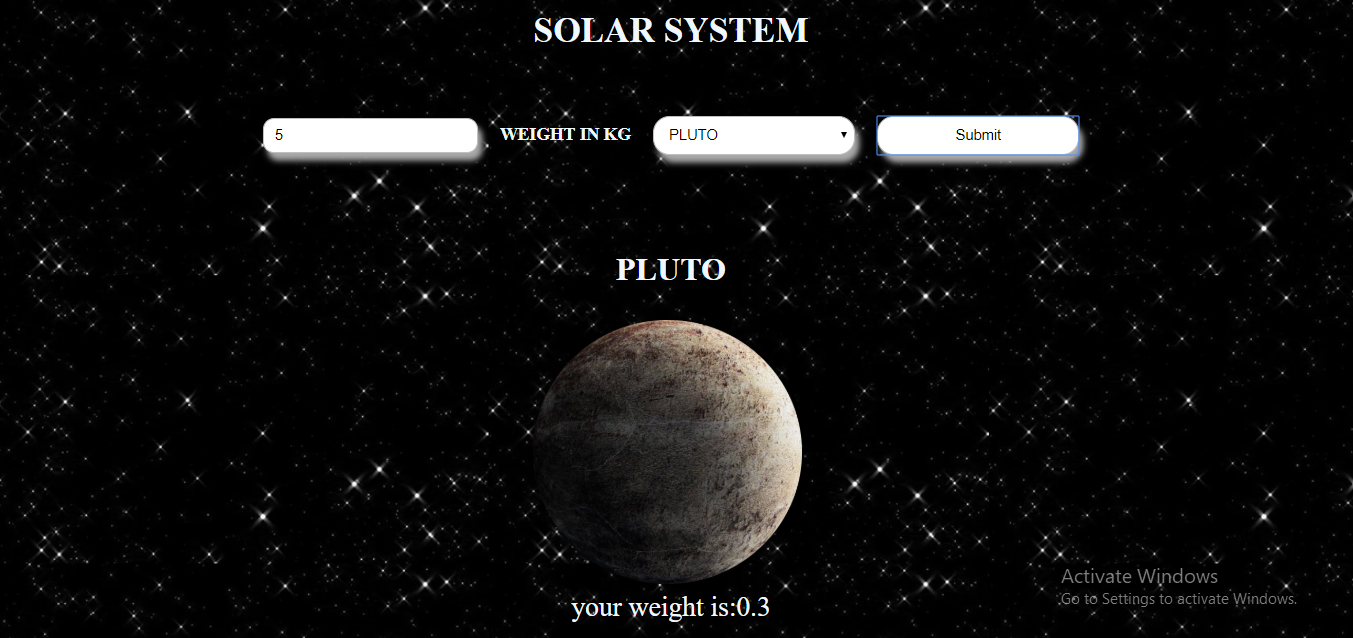 SOLAR SYSTEM
5 WEIGHT IN KG PLUTO Submit
PLUTO
your weight is:0.3
Activate Windows
Go to Settings to activate Windows.